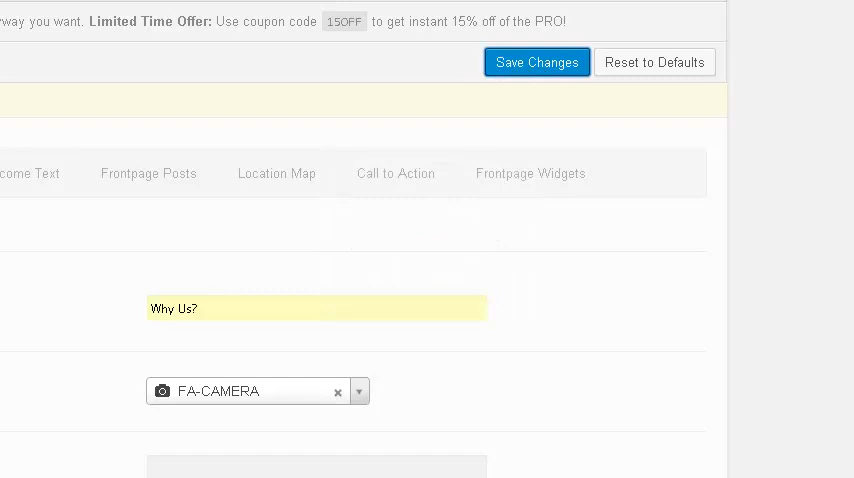 way you want. Limited Time Offer: Use coupon code 15OFF to get instant 15% off of the PRO!
Save Changes Reset to Defaults
come Text Frontpage Posts Location Map Call to Action Frontpage Widgets
Why Us?
FA-CAMERA